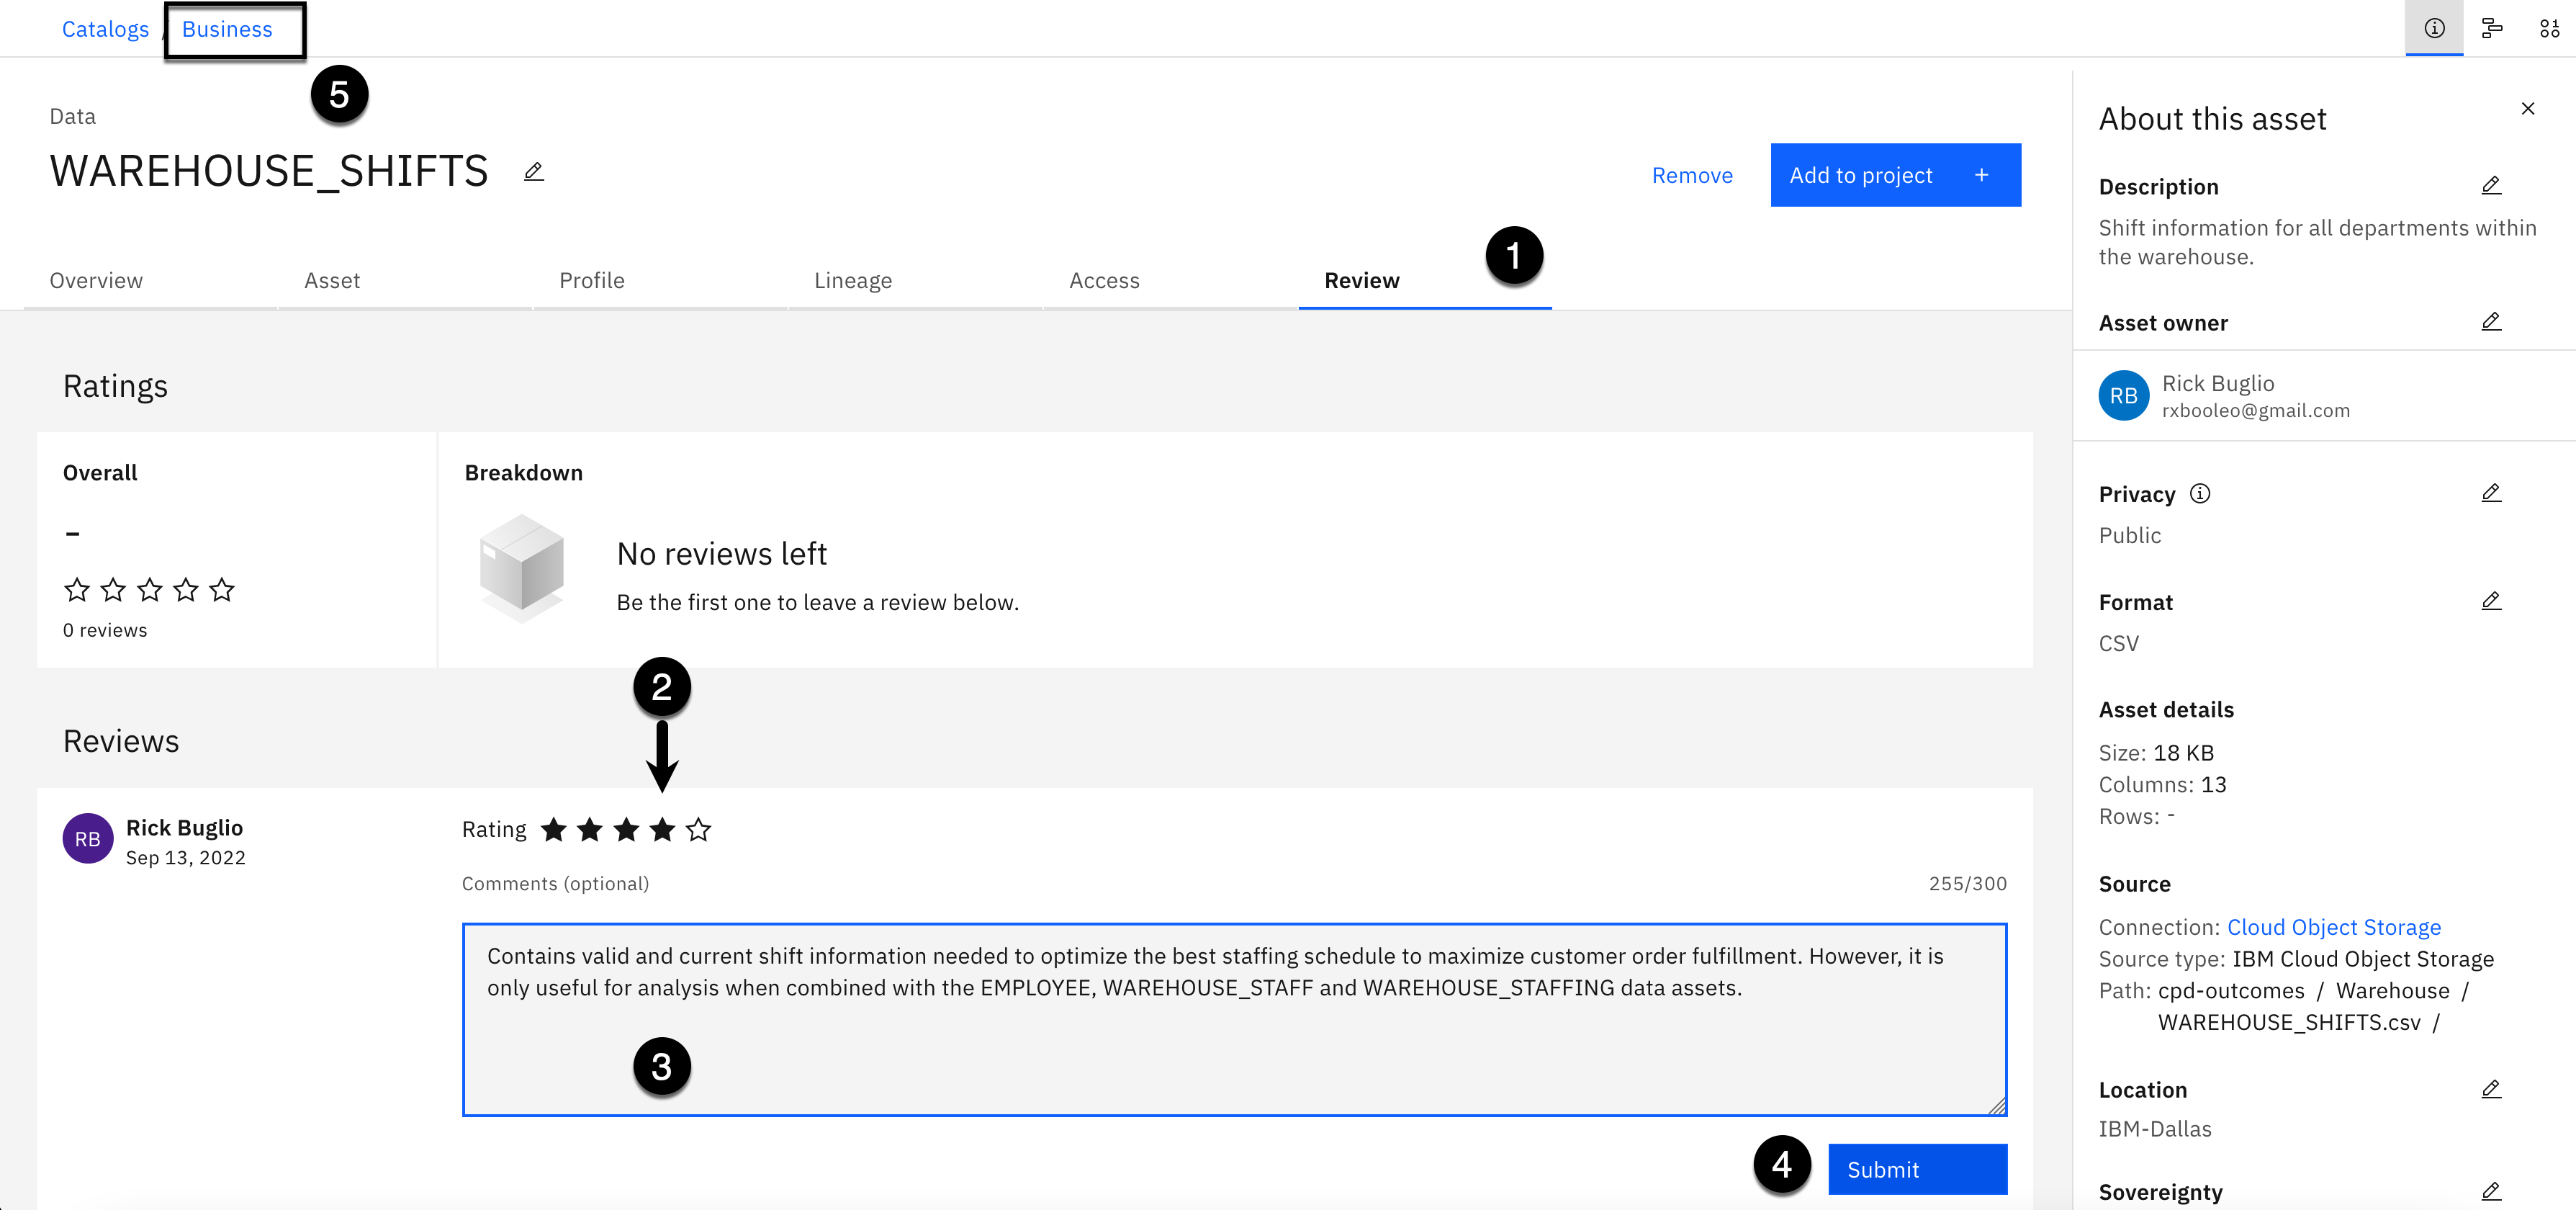 Catalogs / Business
5
Data
WAREHOUSE_SHIFTS
Remove
Add to project +
1
Overview
Asset
Profile
Lineage
Access
Review
Ratings
Overall
–
0 reviews
Breakdown
No reviews left
Be the first one to leave a review below.
2
Reviews
RB
Rick Buglio
Sep 13, 2022
Rating
Comments (optional)
255/300
Contains valid and current shift information needed to optimize the best staffing schedule to maximize customer order fulfillment. However, it is
only useful for analysis when combined with the EMPLOYEE, WAREHOUSE_STAFF and WAREHOUSE_STAFFING data assets.
3
4
Submit
About this asset
Description
Shift information for all departments within
the warehouse.
Asset owner
RB
Rick Buglio
rxbooleo@gmail.com
Privacy
Public
Format
CSV
Asset details
Size: 18 KB
Columns: 13
Rows: -
Source
Connection: Cloud Object Storage
Source type: IBM Cloud Object Storage
Path: cpd-outcomes / Warehouse /
WAREHOUSE_SHIFTS.csv /
Location
IBM-Dallas
Sovereignty